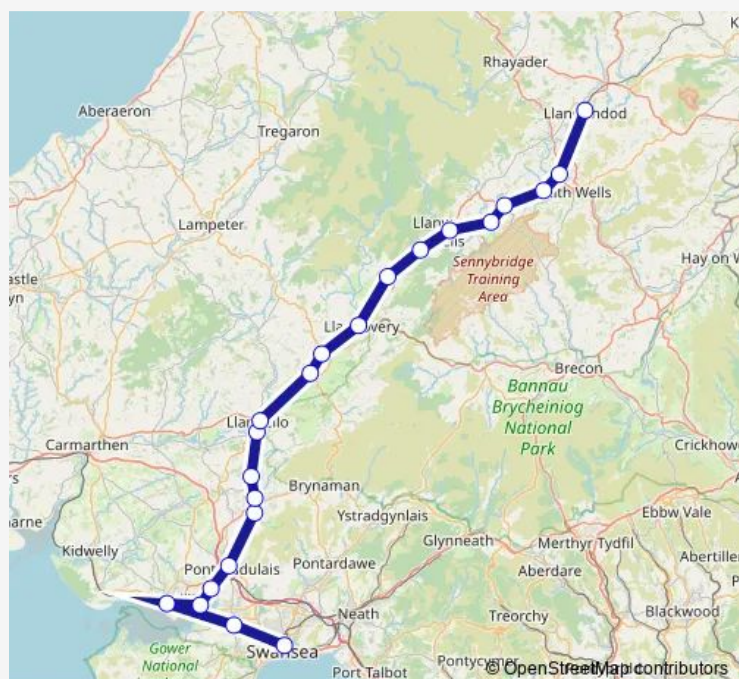 Rhayader
Aberaeron
Tregaron
Lampeter
Sennybridge
Training
Area
Hay on W
Brecon
Bannau
Brycheiniog
National
Park
Carmarthen
Crickhow
Brynaman
Ystradgynlais
Ebbw Vale
Glynneath
Merthyr Tydfil
Abertiller
Kidwelly
Pontardawe
Aberdare
Neath
Treorchy
Blackwood
Gower
National
Swansea
Port Talbot
Pontycymer
© OpenStreetMap contributors